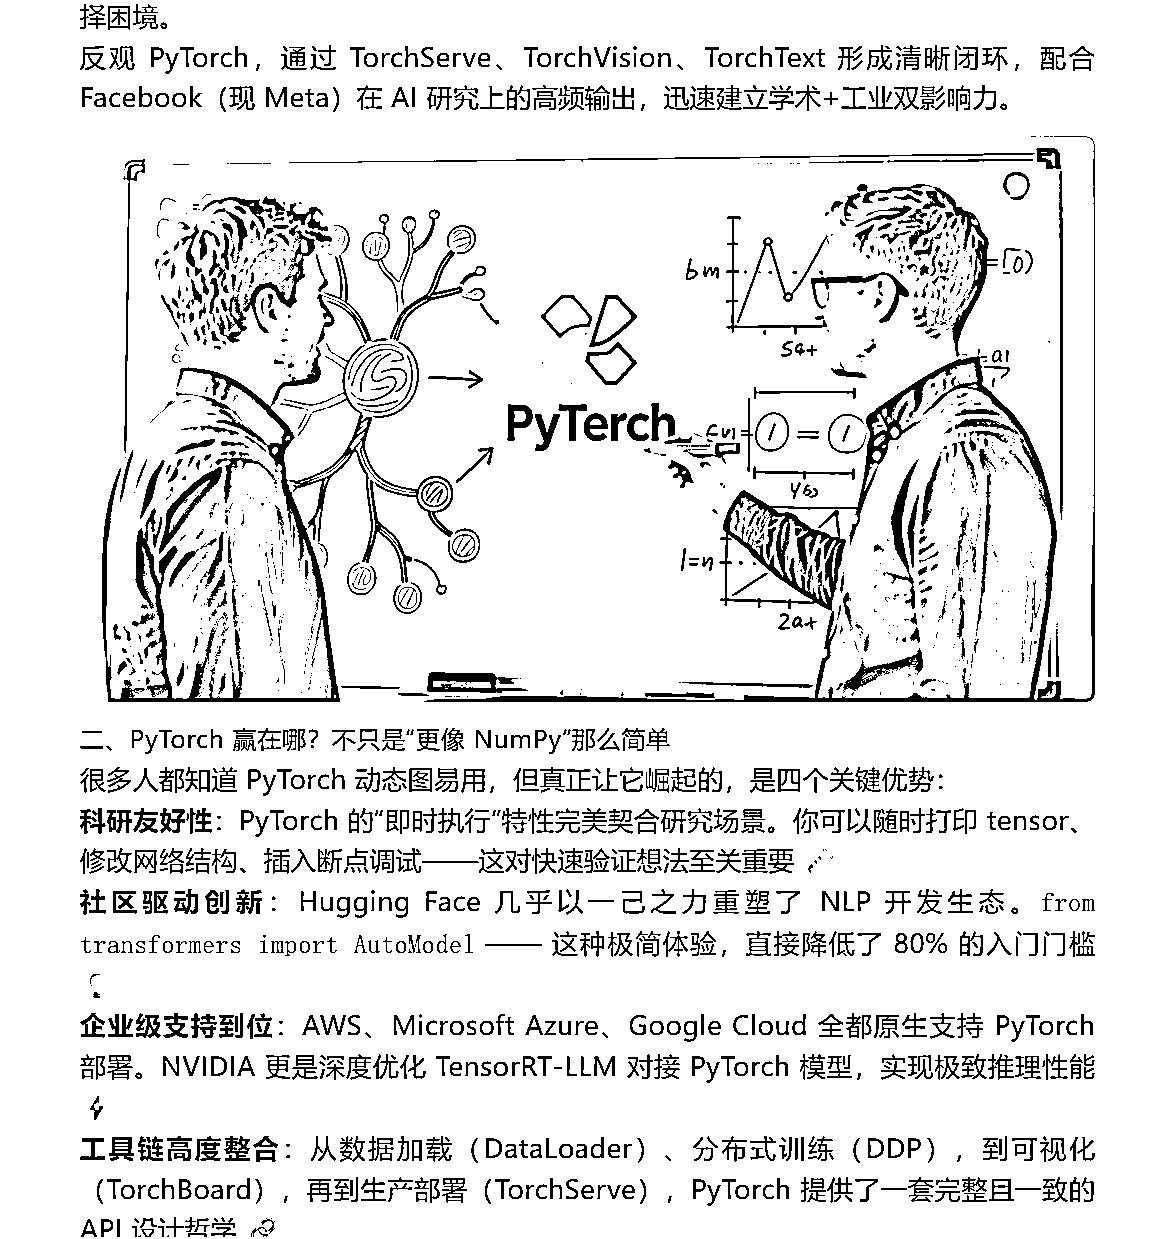 择困境。
反观 PyTorch，通过 TorchServe、TorchVision、TorchText 形成清晰闭环，配合
Facebook（现 Meta）在 AI 研究上的高频输出，迅速建立学术+工业双影响力。
bm
54+
PyTerch
=
460
1=n
2a+
二、PyTorch 赢在哪？不只是“更像 NumPy”那么简单
很多人都知道 PyTorch 动态图易用，但真正让它崛起的，是四个关键优势：
科研友好性：PyTorch 的“即时执行”特性完美契合研究场景。你可以随时打印 tensor、
修改网络结构、插入断点调试——这对快速验证想法至关重要
社区驱动创新：Hugging Face 几乎以一己之力重塑了 NLP 开发生态。from
transformers import AutoModel —— 这种极简体验，直接降低了 80% 的入门门槛
企业级支持到位：AWS、Microsoft Azure、Google Cloud 全都原生支持 PyTorch
部署。NVIDIA 更是深度优化 TensorRT-LLM 对接 PyTorch 模型，实现极致推理性能
工具链高度整合：从数据加载（DataLoader）、分布式训练（DDP），到可视化
（TorchBoard），再到生产部署（TorchServe），PyTorch 提供了一套完整且一致的
API 设计哲学